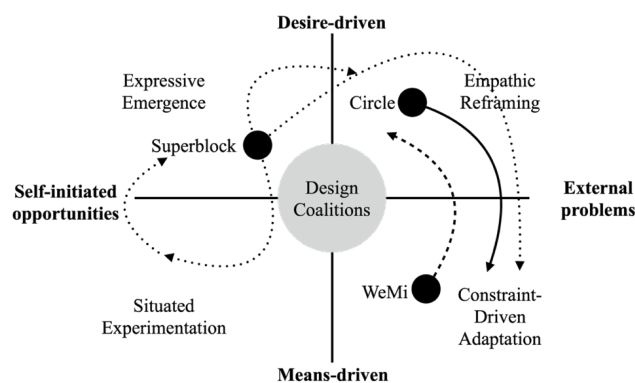 Desire-driven
Expressive
Emergence
Empathic
Reframing
Circle
Superblock
Self-initiated
opportunities
Design
Coalitions
External
problems
WeMi
Situated
Experimentation
Constraint-
Driven
Adaptation
Means-driven